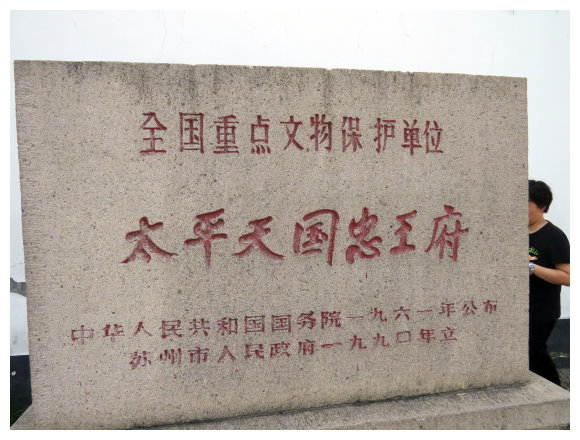 全国重点文物保护单位
太平天国忠王府
中华人民共和国国务院一九六一年公布
苏州市人民政府一九九〇年立